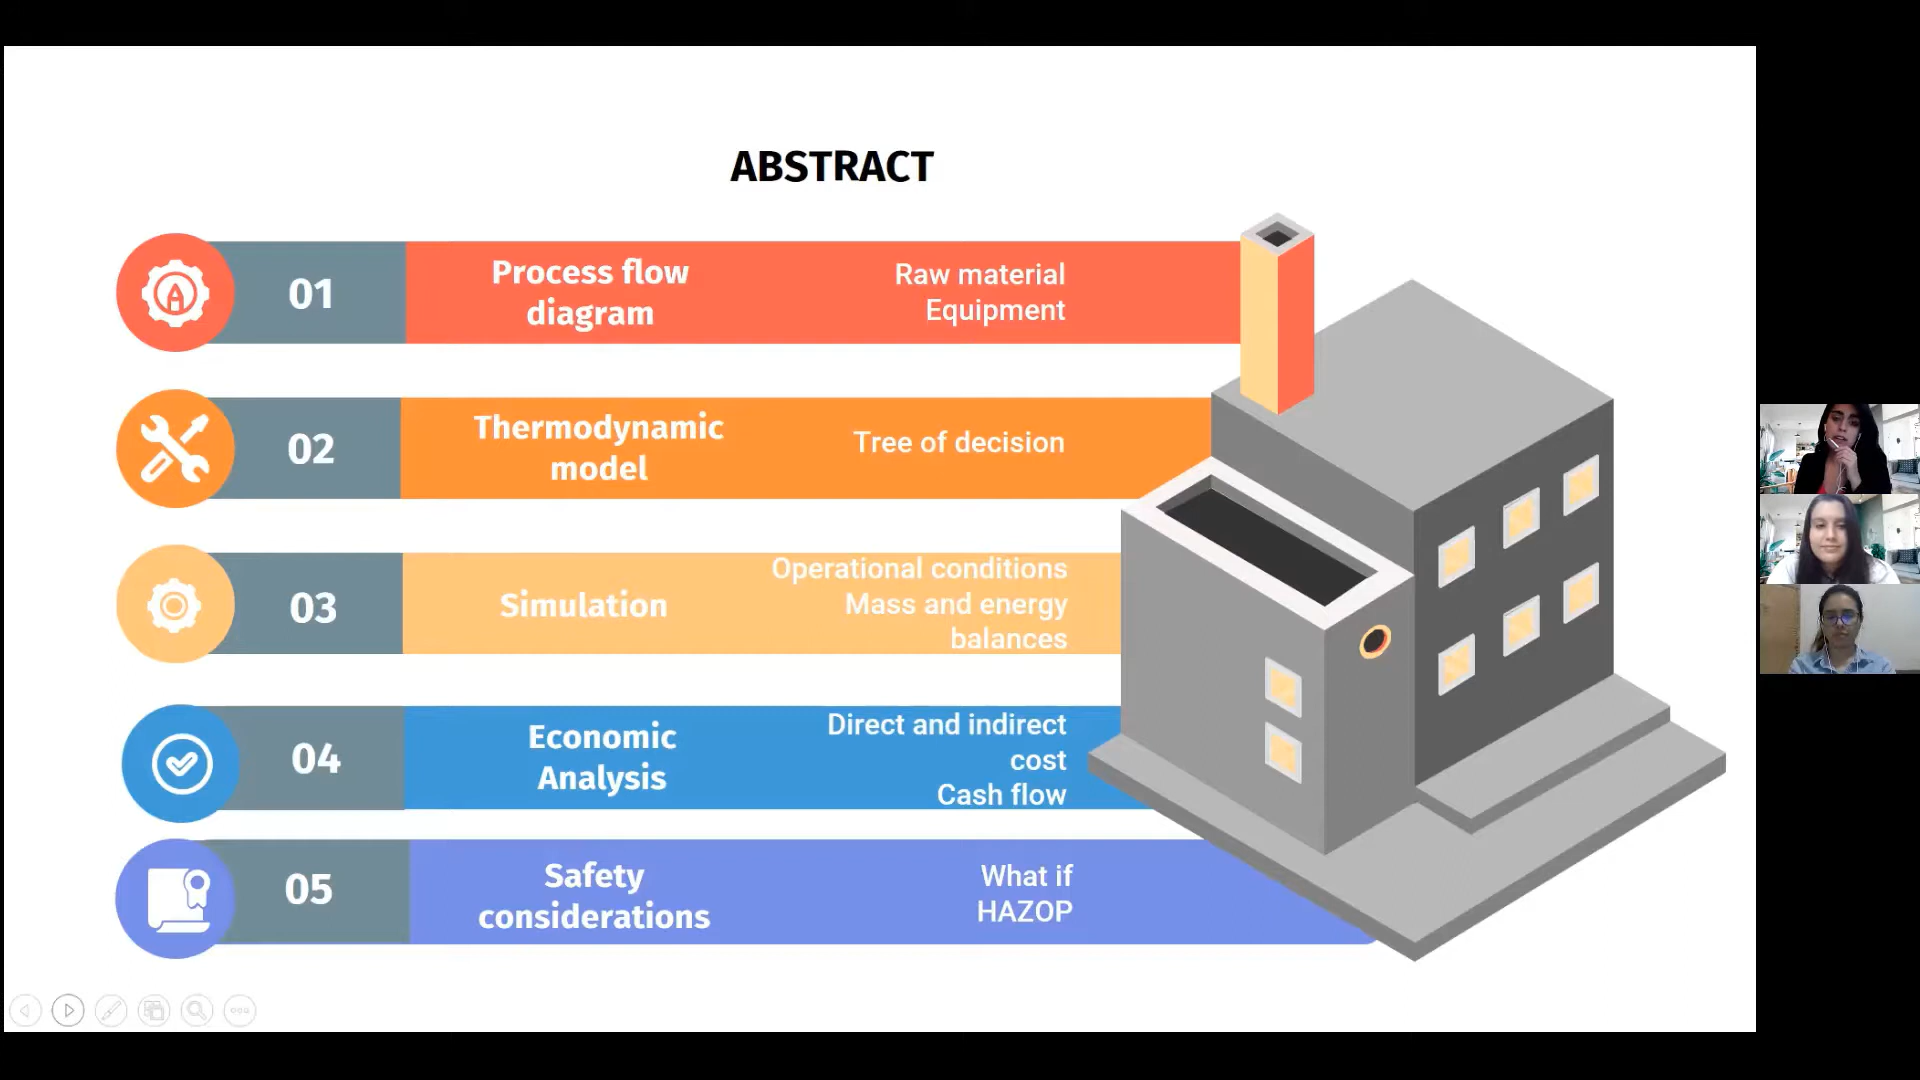 ABSTRACT
01
Process flow
diagram
Raw material
Equipment
02
Thermodynamic
model
Tree of decision
03
Simulation
Operational conditions
Mass and energy
balances
04
Economic
Analysis
Direct and indirect
cost
Cash flow
05
Safety
considerations
What if
HAZOP